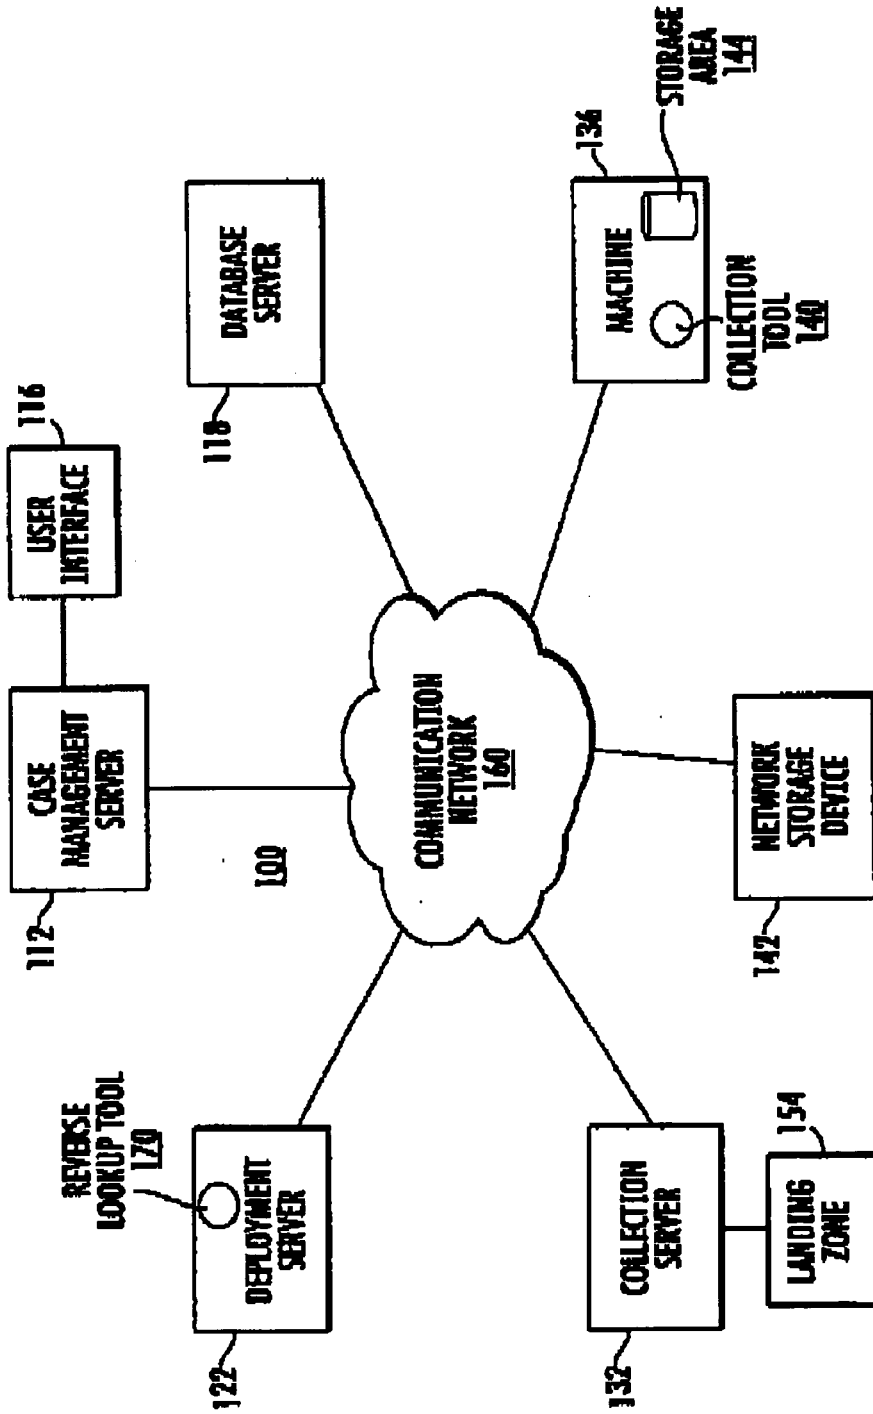 112
CASE
MANAGEMENT
SERVER
USER
INTERFACE
116
REVERSE
LOOKUP TOOL
170
122
DEPLOYMENT
SERVER
118
DATABASE
SERVER
100
COMMUNICATION
NETWORK
160
132
COLLECTION
SERVER
154
LANDING
ZONE
142
NETWORK
STORAGE
DEVICE
136
MACHINE
COLLECTION
TOOL
140
STORAGE
AREA
144